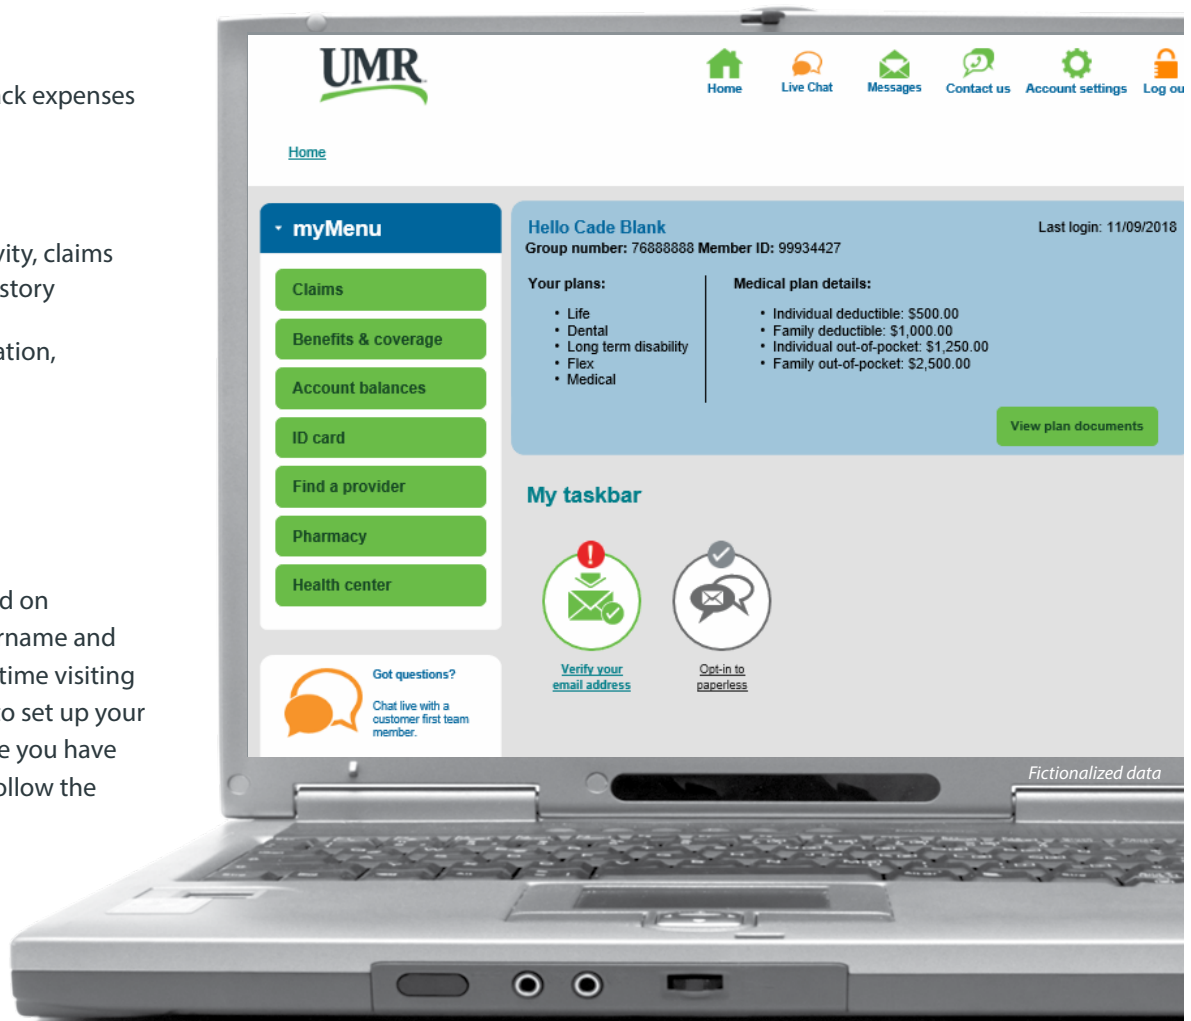 ck expenses
vity, claims
story
ation,
d on
rname and
time visiting
to set up your
e you have
ollow the
UMR
Home
Live Chat
Messages
Contact us
Account settings
Log ou
Home
myMenu
Claims
Benefits & coverage
Account balances
ID card
Find a provider
Pharmacy
Health center
Got questions?
Chat live with a
customer first team
member.
Hello Cade Blank
Last login: 11/09/2018
Group number: 76888888 Member ID: 99934427
Your plans:
• Life
• Dental
• Long term disability
• Flex
• Medical
Medical plan details:
• Individual deductible: $500.00
• Family deductible: $1,000.00
• Individual out-of-pocket: $1,250.00
• Family out-of-pocket: $2,500.00
View plan documents
My taskbar
Verify your
email address
Opt-in to
paperless
Fictionalized data